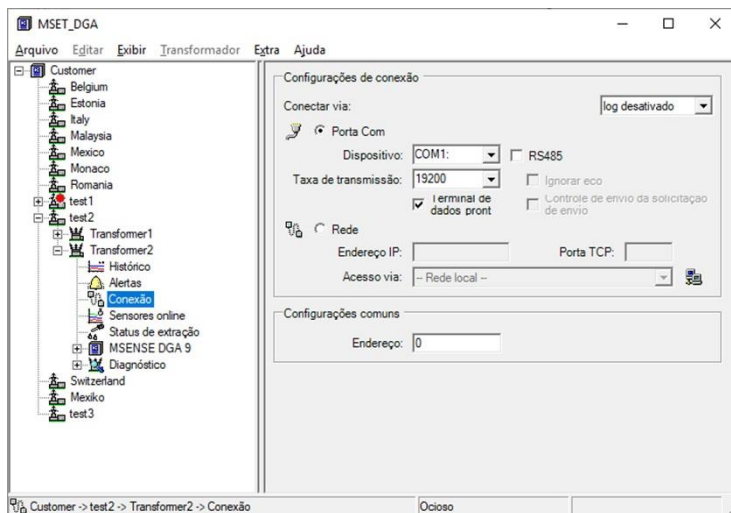 MSET_DGA
Arquivo Editar Exibir Transformador Extra Ajuda
Customer
Belgium
Estonia
Italy
Malaysia
Mexico
Monaco
Romania
test1
test2
Transformer1
Transformer2
Histórico
Alertas
Conexão
Sensores online
Status de extração
MSENSE DGA 9
Diagnóstico
Switzerland
Mexiko
test3
Configurações de conexão
Conectar via: log desativado
Porta Com
Dispositivo: COM1: RS485
Taxa de transmissão: 19200 Ignorar eco
Terminal de dados pront
Controle de envio da solicitação de envio
Rede
Endereço IP: Porta TCP:
Acesso via: -- Rede local --
Configurações comuns
Endereço: 0
Customer -> test2 -> Transformer2 -> Conexão Ocioso